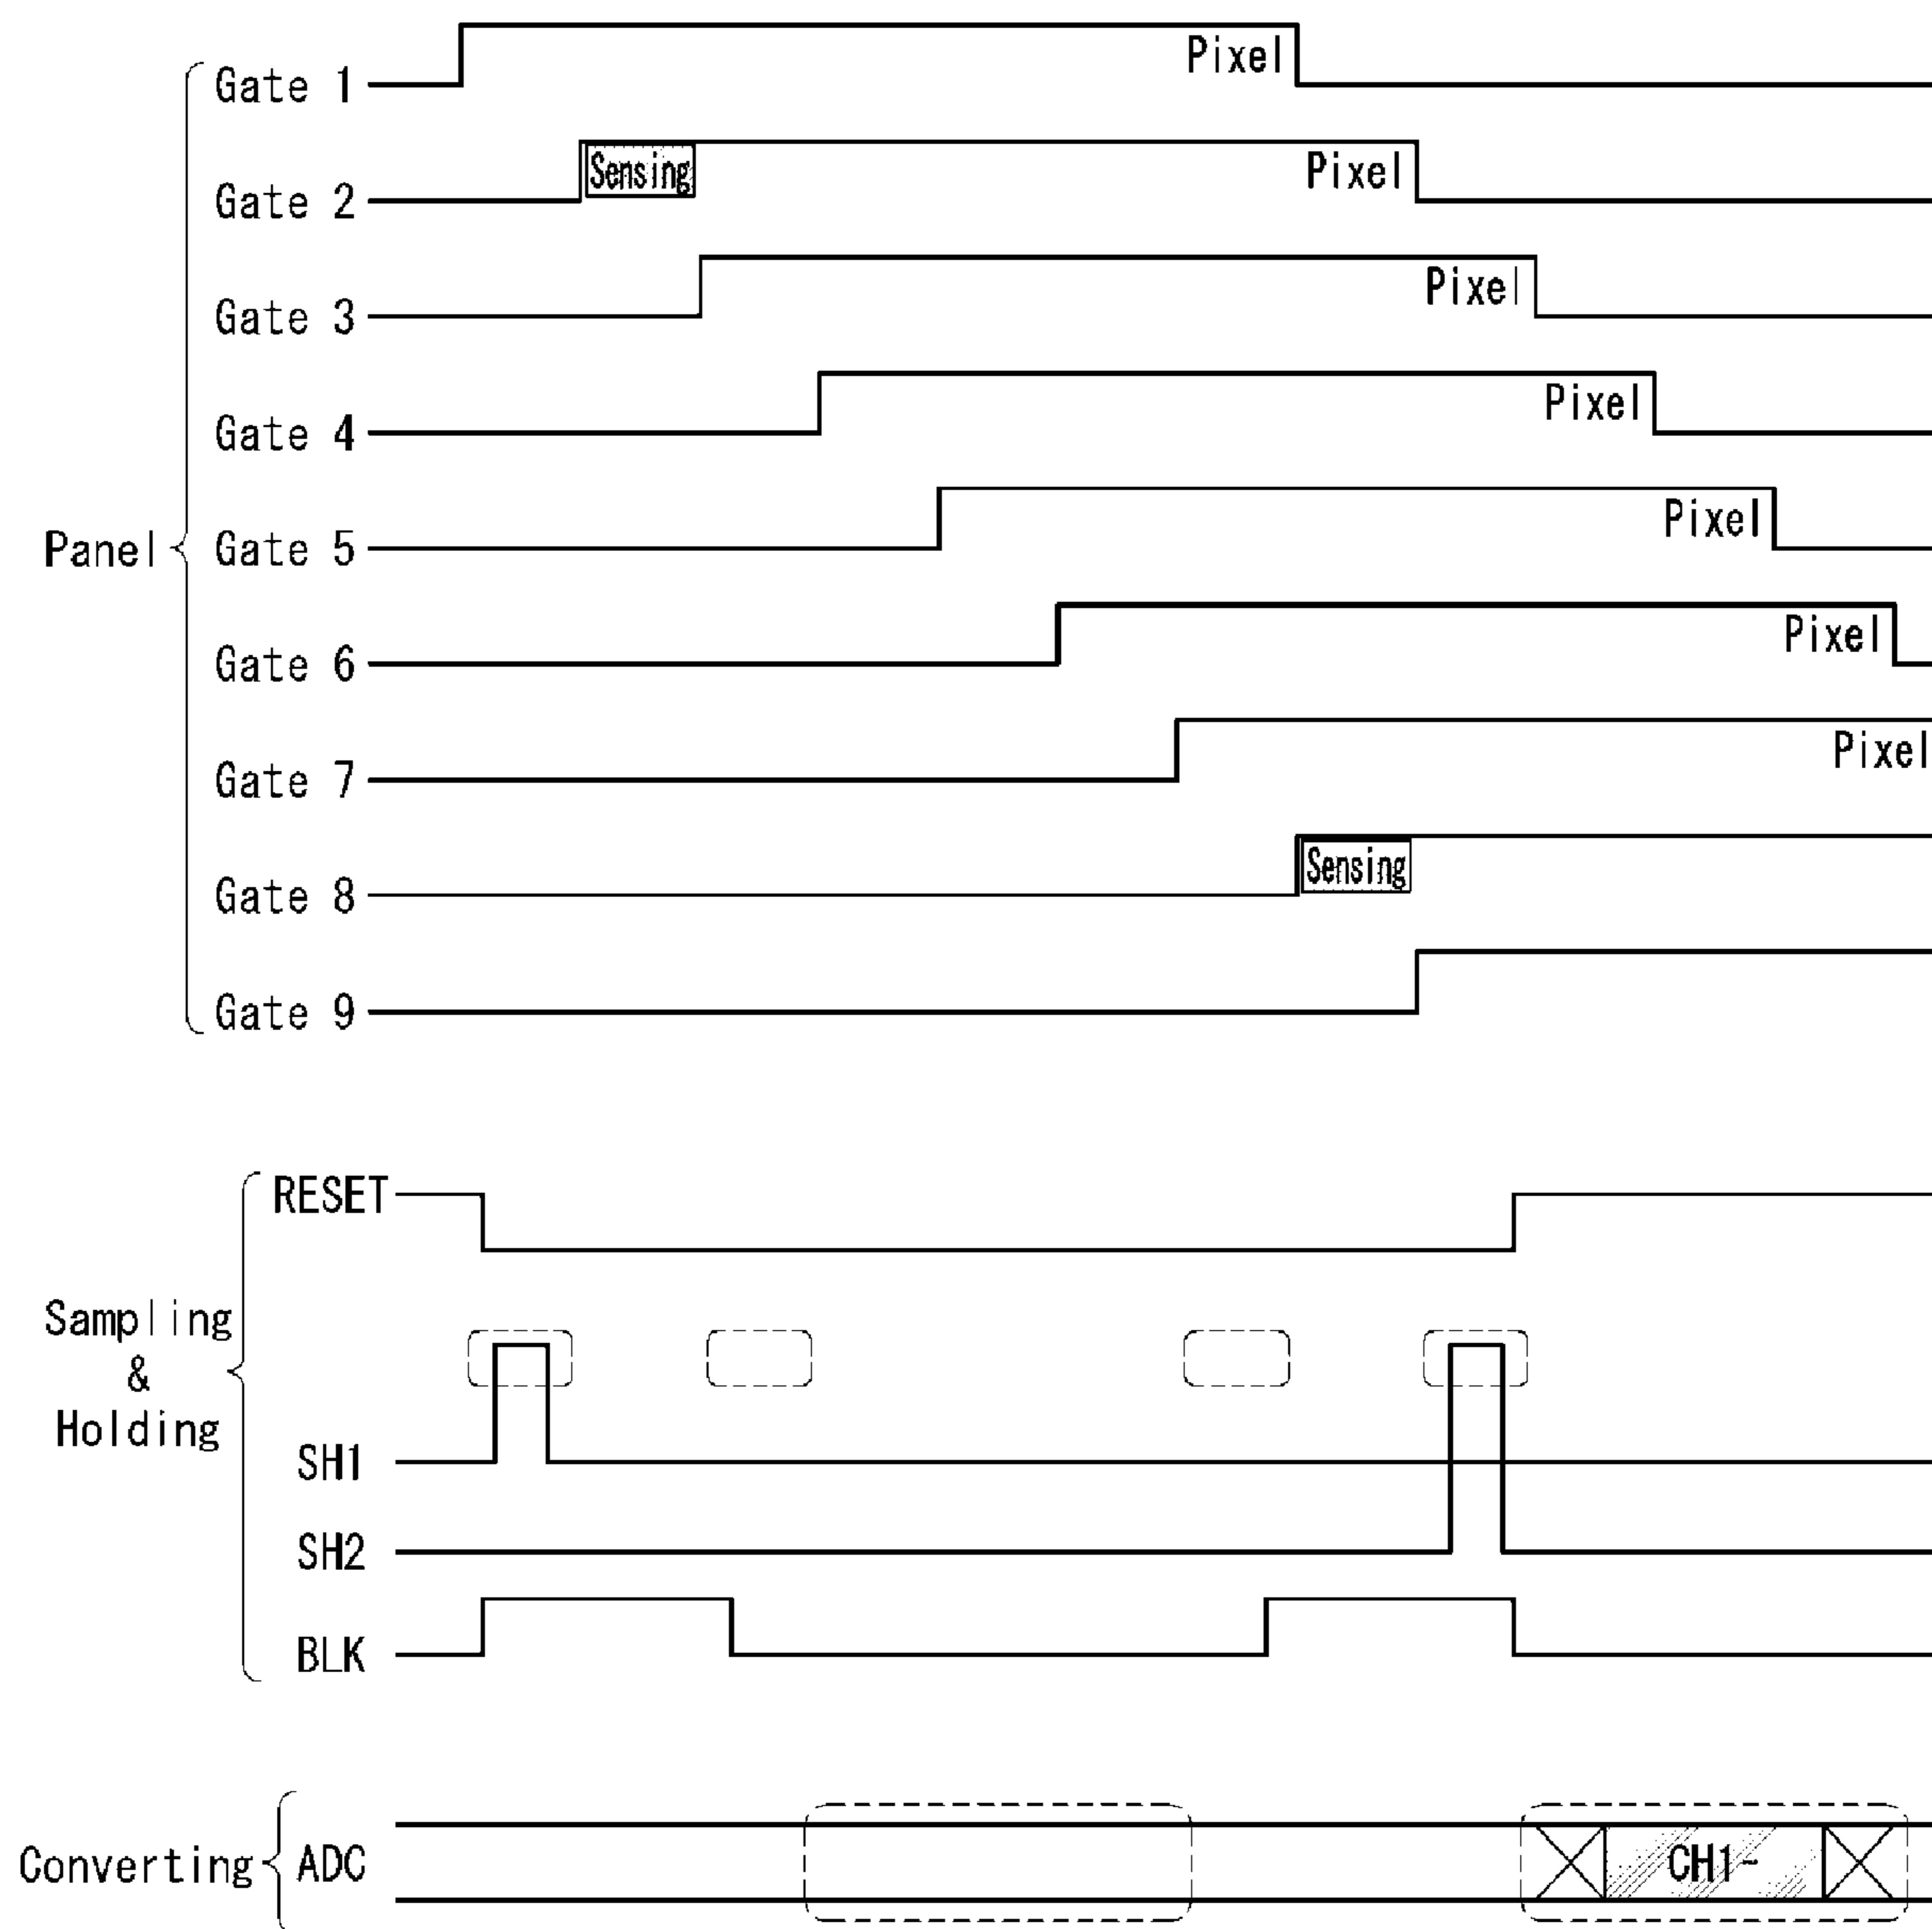 Gate 1
Pixel
Gate 2
Sensing
Pixel
Gate 3
Pixel
Gate 4
Pixel
Panel
Gate 5
Pixel
Gate 6
Pixel
Gate 7
Pixel
Gate 8
Sensing
Gate 9
RESET
Sampling
&
Holding
SH1
SH2
BLK
Converting
ADC
CH1-